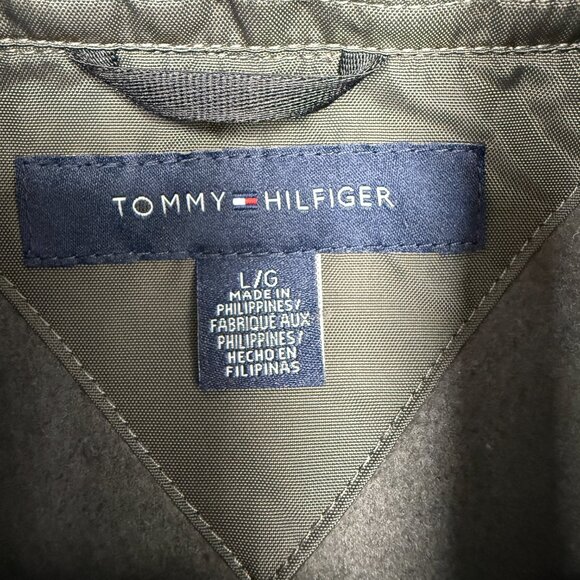 TOMMY HILFIGER
L/G
MADE IN
PHILIPPINES/
FABRIQUE AUX
PHILIPPINES/
HECHO EN
FILIPINAS